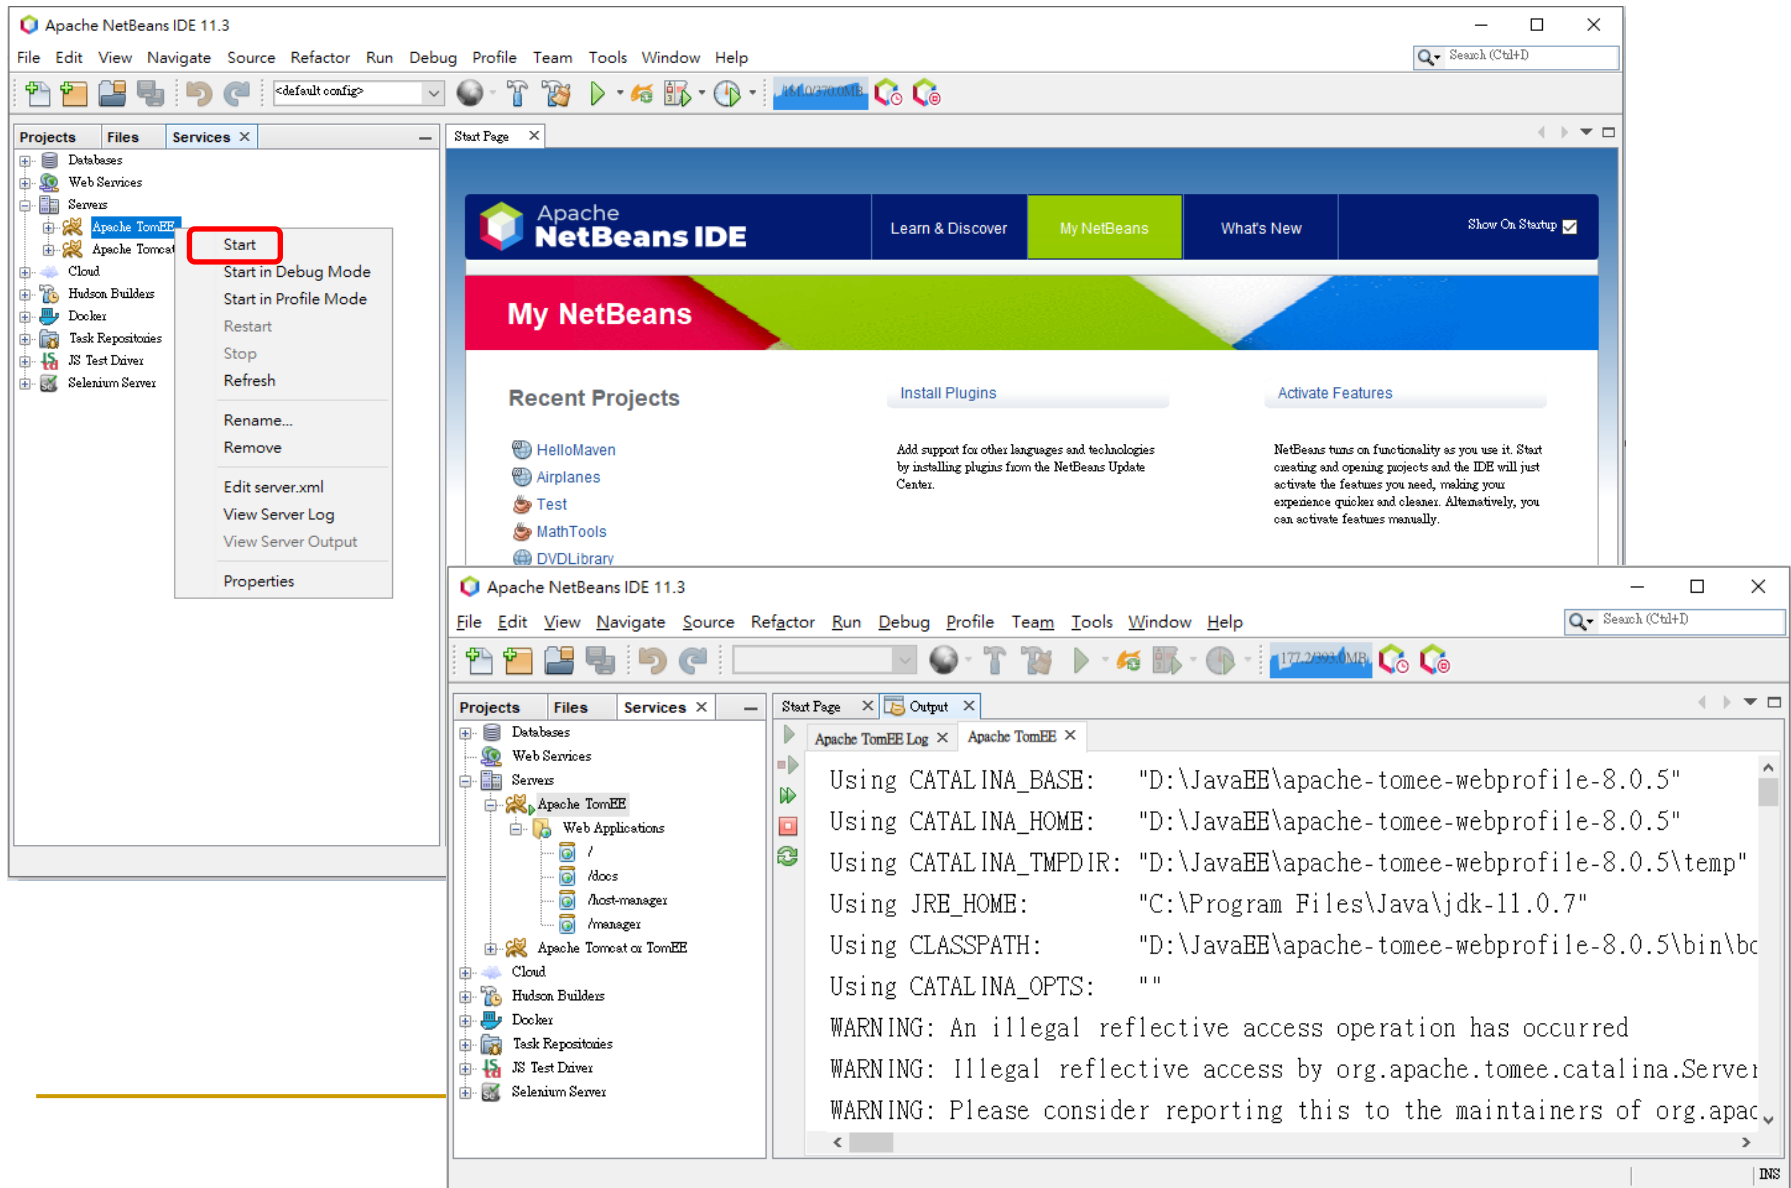 Apache NetBeans IDE 11.3
File Edit View Navigate Source Refactor Run Debug Profile Team Tools Window Help
Search (Ctrl+I)
<default config>
Projects Files Services
Start Page
Databases
Web Services
Servers
Apache TomEE
Apache Tomcat
Cloud
Hudson Builders
Docker
Task Repositories
JS Test Driver
Selenium Server
Start
Start in Debug Mode
Start in Profile Mode
Restart
Stop
Refresh
Rename...
Remove
Edit server.xml
View Server Log
View Server Output
Properties
Apache
NetBeans IDE
Learn & Discover
My NetBeans
What's New
Show On Startup
My NetBeans
Recent Projects
HelloMaven
Airplanes
Test
MathTools
DVDLibrary
Install Plugins
Add support for other languages and technologies
by installing plugins from the NetBeans Update
Center.
Activate Features
NetBeans turns on functionality as you use it. Start
creating and opening projects and the IDE will just
activate the features you need, making your
experience quicker and cleaner. Alternatively, you
can activate features manually.
Apache NetBeans IDE 11.3
File Edit View Navigate Source Refactor Run Debug Profile Team Tools Window Help
Search (Ctrl+I)
177.2/393.0MB
Projects Files Services
Start Page Output
Databases
Web Services
Servers
Apache TomEE
Web Applications
/
/docs
/host-manager
/manager
Apache Tomcat or TomEE
Cloud
Hudson Builders
Docker
Task Repositories
JS Test Driver
Selenium Server
Apache TomEE Log Apache TomEE
Using CATALINA_BASE: "D:\JavaEE\apache-tomee-webprofile-8.0.5"
Using CATALINA_HOME: "D:\JavaEE\apache-tomee-webprofile-8.0.5"
Using CATALINA_TMPDIR: "D:\JavaEE\apache-tomee-webprofile-8.0.5\temp"
Using JRE_HOME: "C:\Program Files\Java\jdk-11.0.7"
Using CLASSPATH: "D:\JavaEE\apache-tomee-webprofile-8.0.5\bin\bo
Using CATALINA_OPTS: ""
WARNING: An illegal reflective access operation has occurred
WARNING: Illegal reflective access by org.apache.tomee.catalina.Server
WARNING: Please consider reporting this to the maintainers of org.apac
INS